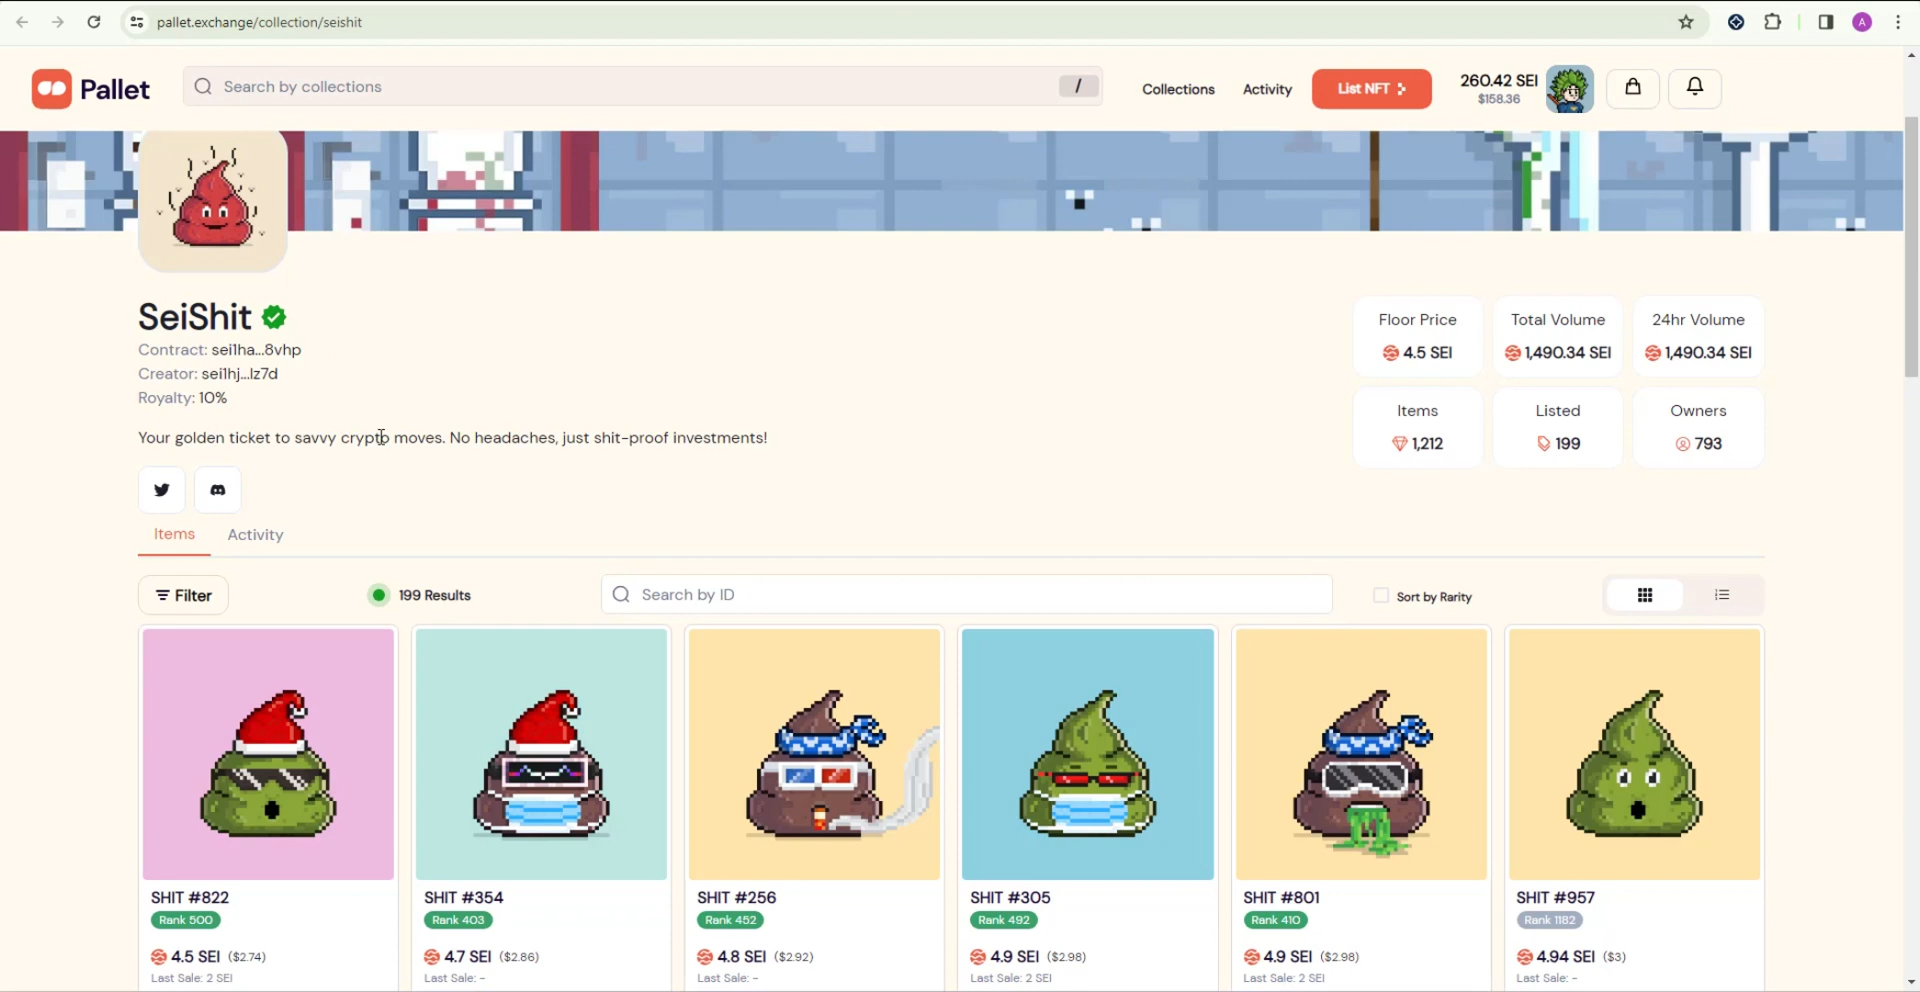 pallet.exchange/collection/seishit
A
Pallet
Search by collections
/
Collections
Activity
List NFT
260.42 SEI
$158.36
SeiShit
Contract: sei1ha...8vhp
Creator: sei1hj...lz7d
Royalty: 10%
Your golden ticket to savvy crypto moves. No headaches, just shit-proof investments!
Floor Price
Total Volume
24hr Volume
4.5 SEI
1,490.34 SEI
1,490.34 SEI
Items
Listed
Owners
1,212
199
793
Items
Activity
Filter
199 Results
Search by ID
Sort by Rarity
SHIT #822
Rank 500
4.5 SEI ($2.74)
Last Sale: 2 SEI
SHIT #354
Rank 403
4.7 SEI ($2.86)
Last Sale: -
SHIT #256
Rank 452
4.8 SEI ($2.92)
Last Sale: -
SHIT #305
Rank 492
4.9 SEI ($2.98)
Last Sale: 2 SEI
SHIT #801
Rank 410
4.9 SEI ($2.98)
Last Sale: 2 SEI
SHIT #957
Rank 1182
4.94 SEI ($3)
Last Sale: -